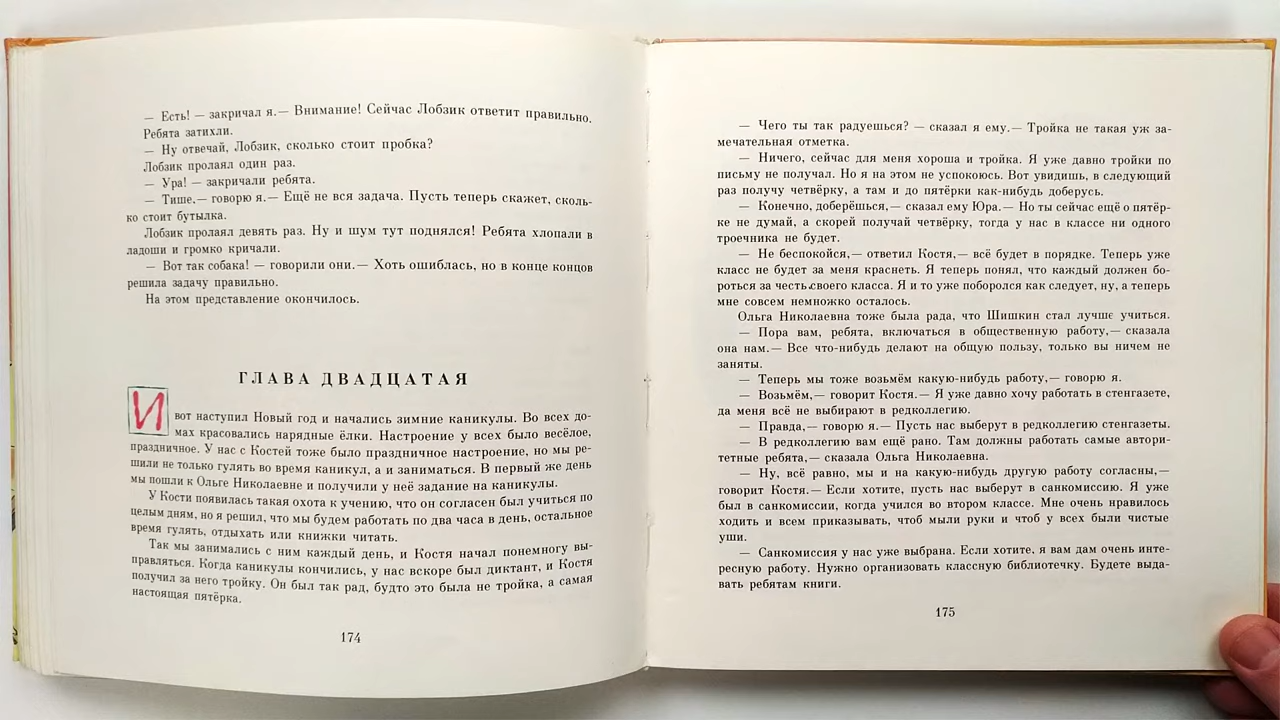 — Есть! — закричал я.— Внимание! Сейчас Лобзик ответит правильно.
Ребята затихли.
— Ну отвечай, Лобзик, сколько стоит пробка?
Лобзик пролаял один раз.
— Ура! — закричали ребята.
— Тише,— говорю я.— Ещё не вся задача. Пусть теперь скажет, сколь-
ко стоит бутылка.
Лобзик пролаял девять раз. Ну и шум тут поднялся! Ребята хлопали в
ладоши и громко кричали.
— Вот так собака! — говорили они.— Хоть ошиблась, но в конце концов
решила задачу правильно.
На этом представление окончилось.
ГЛАВА ДВАДЦАТАЯ
И вот наступил Новый год и начались зимние каникулы. Во всех до-
мах красовались нарядные ёлки. Настроение у всех было весёлое,
праздничное. У нас с Костей тоже было праздничное настроение, но мы ре-
шили не только гулять во время каникул, а и заниматься. В первый же день
мы пошли к Ольге Николаевне и получили у неё задание на каникулы.
У Кости появилась такая охота к учению, что он согласен был учиться по
целым дням, но я решил, что мы будем работать по два часа в день, остальное
время гулять, отдыхать или книжки читать.
Так мы занимались с ним каждый день, и Костя начал понемногу вы-
правляться. Когда каникулы кончились, у нас вскоре был диктант, и Костя
получил за него тройку. Он был так рад, будто это была не тройка, а самая
настоящая пятёрка.
174
— Чего ты так радуешься? — сказал я ему.— Тройка не такая уж за-
мечательная отметка.
— Ничего, сейчас для меня хороша и тройка. Я уже давно тройки по
письму не получал. Но я на этом не успокоюсь. Вот увидишь, в следующий
раз получу четвёрку, а там и до пятёрки как-нибудь доберусь.
— Конечно, доберёшься,— сказал ему Юра.— Но ты сейчас ещё о пятёр-
ке не думай, а скорей получай четвёрку, тогда у нас в классе ни одного
троечника не будет.
— Не беспокойся,— ответил Костя,— всё будет в порядке. Теперь уже
класс не будет за меня краснеть. Я теперь понял, что каждый должен бо-
роться за честь своего класса. Я и то уже поборолся как следует, ну, а теперь
мне совсем немножко осталось.
Ольга Николаевна тоже была рада, что Шишкин стал лучше учиться.
— Пора вам, ребята, включаться в общественную работу,— сказала
она нам.— Все что-нибудь делают на общую пользу, только вы ничем не
заняты.
— Теперь мы тоже возьмём какую-нибудь работу,— говорю я.
— Возьмём,— говорит Костя.— Я уже давно хочу работать в стенгазете,
да меня всё не выбирают в редколлегию.
— Правда,— говорю я.— Пусть нас выберут в редколлегию стенгазеты.
— В редколлегию вам ещё рано. Там должны работать самые автори-
тетные ребята,— сказала Ольга Николаевна.
— Ну, всё равно, мы и на какую-нибудь другую работу согласны,—
говорит Костя.— Если хотите, пусть нас выберут в санкомиссию. Я уже
был в санкомиссии, когда учился во втором классе. Мне очень нравилось
ходить и всем приказывать, чтоб мыли руки и чтоб у всех были чистые
уши.
— Санкомиссия у нас уже выбрана. Если хотите, я вам дам очень инте-
ресную работу. Нужно организовать классную библиотечку. Будете выда-
вать ребятам книги.
175